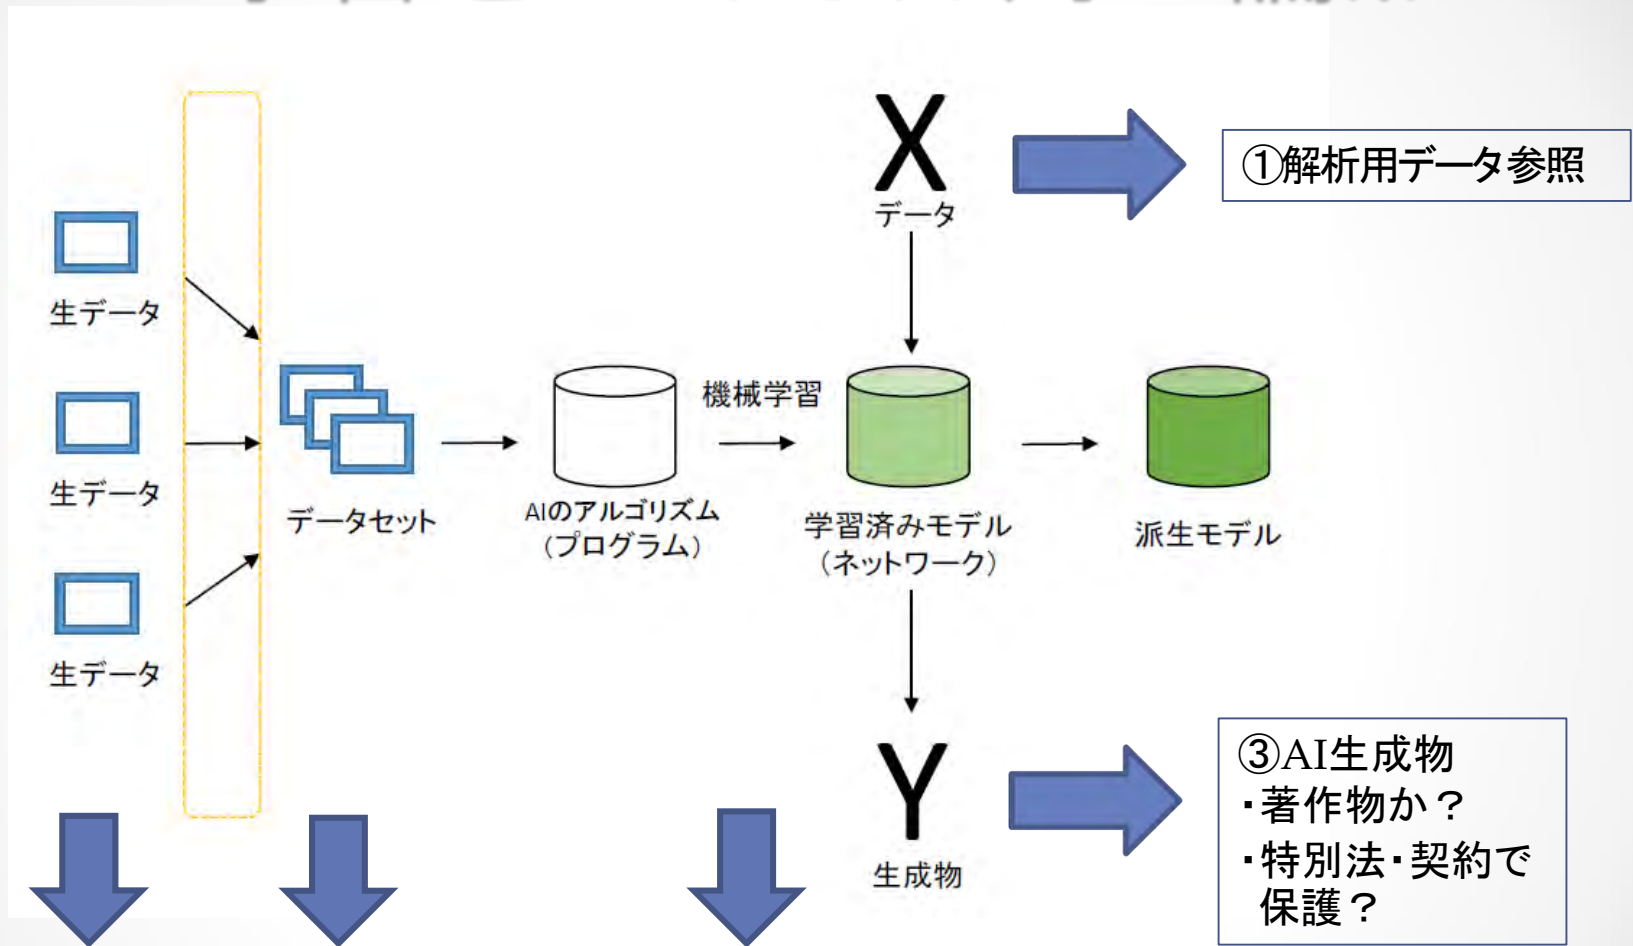 X
データ
①解析用データ参照
生データ
生データ
生データ
データセット
AIのアルゴリズム
(プログラム)
機械学習
学習済みモデル
(ネットワーク)
派生モデル
Y
生成物
③AI生成物
・著作物か？
・特別法・契約で
保護？